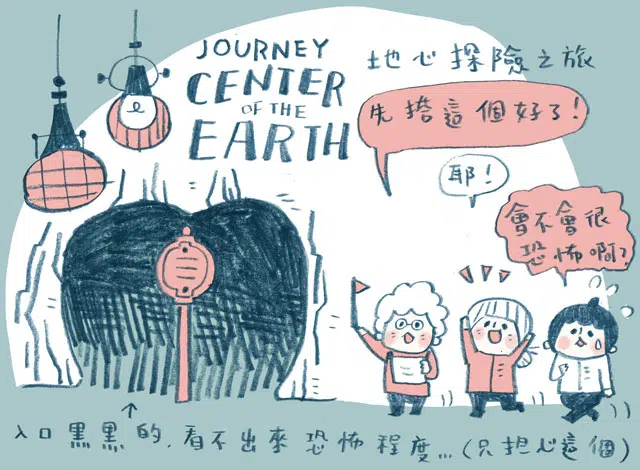 JOURNEY
CENTER
OF THE
EARTH
地心探險之旅
先搭這個好了!
耶!
會不會很
恐怖啊?
入口黑黑的,看不出來恐怖程度...(只担心這個)